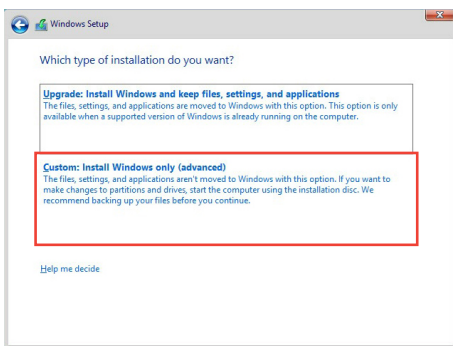 Windows Setup
Which type of installation do you want?
Upgrade: Install Windows and keep files, settings, and applications
The files, settings, and applications are moved to Windows with this option. This option is only
available when a supported version of Windows is already running on the computer.
Custom: Install Windows only (advanced)
The files, settings, and applications aren't moved to Windows with this option. If you want to
make changes to partitions and drives, start the computer using the installation disc. We
recommend backing up your files before you continue.
Help me decide